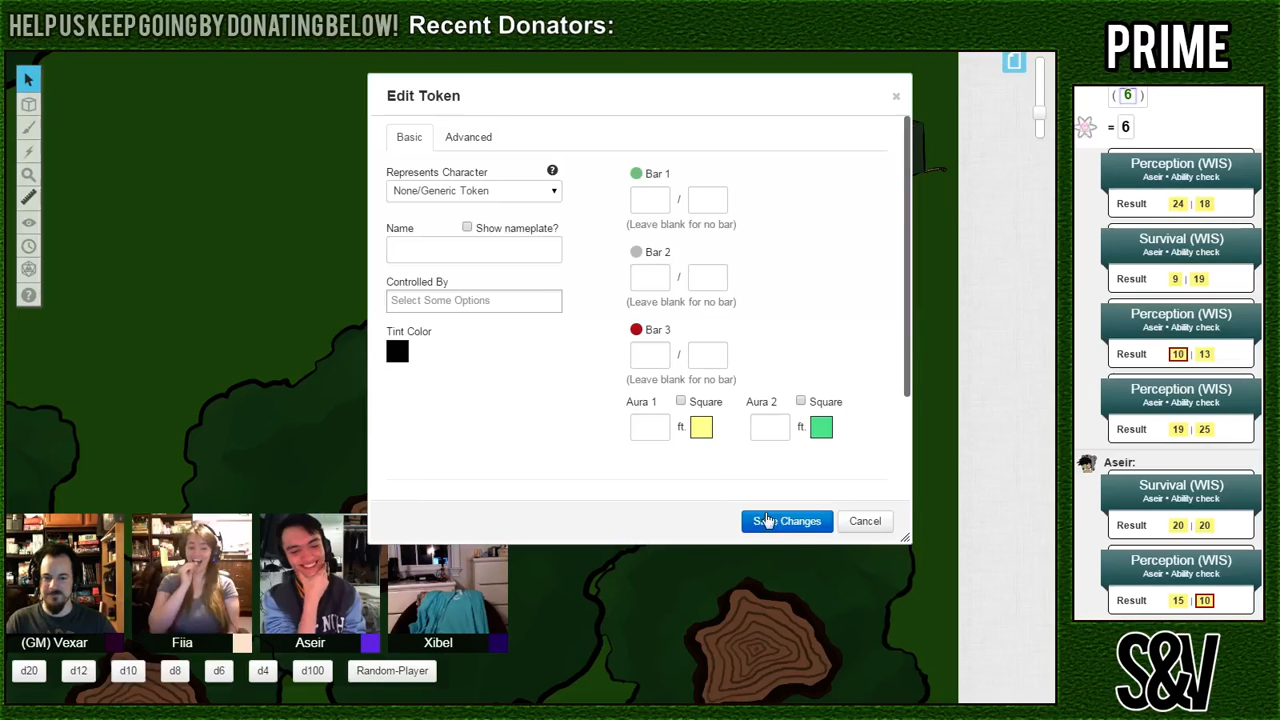 HELP US KEEP GOING BY DONATING BELOW! Recent Donators:
PRIME
Edit Token
×
Basic Advanced
Represents Character ?
None/Generic Token
Name Show nameplate?
Controlled By
Select Some Options
Tint Color
Bar 1
/
(Leave blank for no bar)
Bar 2
/
(Leave blank for no bar)
Bar 3
/
(Leave blank for no bar)
Aura 1 Square Aura 2 Square
ft. ft.
Save Changes Cancel
( 6 )
= 6
Perception (WIS)
Aseir • Ability check
Result 24 | 18
Survival (WIS)
Aseir • Ability check
Result 9 | 19
Perception (WIS)
Aseir • Ability check
Result 10 | 13
Perception (WIS)
Aseir • Ability check
Result 19 | 25
Aseir:
Survival (WIS)
Aseir • Ability check
Result 20 | 20
Perception (WIS)
Aseir • Ability check
Result 15 | 10
(GM) Vexar Fiia Aseir Xibel
d20 d12 d10 d8 d6 d4 d100 Random-Player
S&V